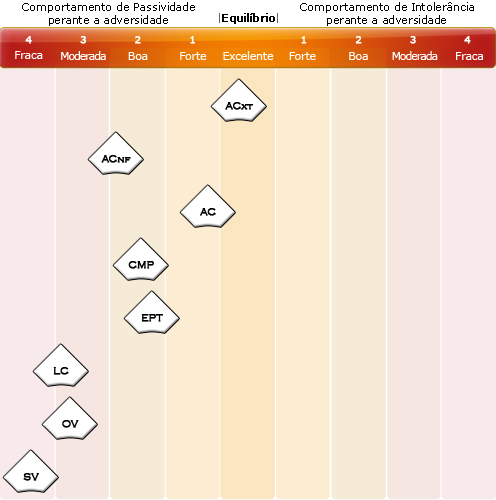 Comportamento de Passividade perante a adversidade
|Equilíbrio|
Comportamento de Intolerância perante a adversidade
4 3 2 1 1 2 3 4
Fraca Moderada Boa Forte Excelente Forte Boa Moderada Fraca
ACXT
ACNF
AC
CMP
EPT
LC
OV
SV